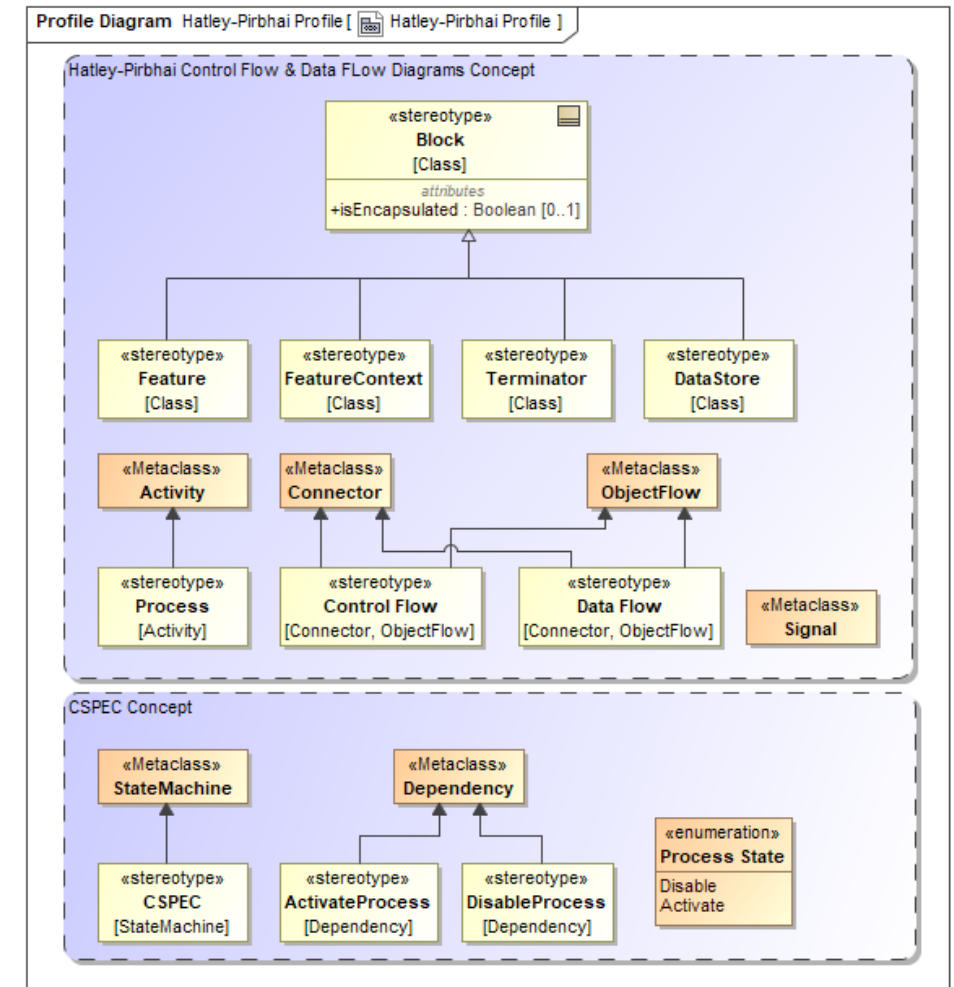 Profile Diagram Hatley-Pirbhai Profile [ Hatley-Pirbhai Profile ]
Hatley-Pirbhai Control Flow & Data FLow Diagrams Concept
«stereotype»
Block
[Class]
attributes
+isEncapsulated : Boolean [0..1]
«stereotype»
Feature
[Class]
«stereotype»
FeatureContext
[Class]
«stereotype»
Terminator
[Class]
«stereotype»
DataStore
[Class]
«Metaclass»
Activity
«Metaclass»
Connector
«Metaclass»
ObjectFlow
«stereotype»
Process
[Activity]
«stereotype»
Control Flow
[Connector, ObjectFlow]
«stereotype»
Data Flow
[Connector, ObjectFlow]
«Metaclass»
Signal
CSPEC Concept
«Metaclass»
StateMachine
«Metaclass»
Dependency
«stereotype»
CSPEC
[StateMachine]
«stereotype»
ActivateProcess
[Dependency]
«stereotype»
DisableProcess
[Dependency]
«enumeration»
Process State
Disable
Activate